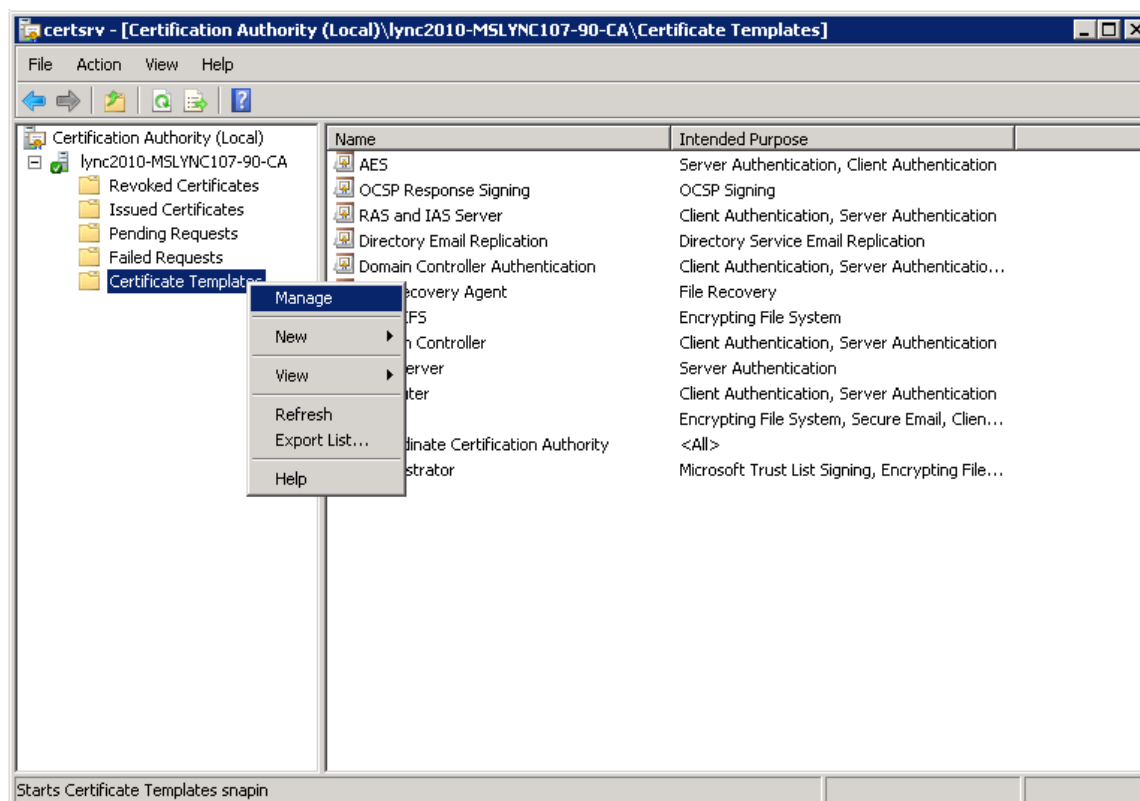 certsrv - [Certification Authority (Local)\lync2010-MSLYNC107-90-CA\Certificate Templates]
File Action View Help
Certification Authority (Local)
lync2010-MSLYNC107-90-CA
Revoked Certificates
Issued Certificates
Pending Requests
Failed Requests
Certificate Templates
Manage
New
View
Refresh
Export List...
Help
Name Intended Purpose
AES Server Authentication, Client Authentication
OCSP Response Signing OCSP Signing
RAS and IAS Server Client Authentication, Server Authentication
Directory Email Replication Directory Service Email Replication
Domain Controller Authentication Client Authentication, Server Authenticatio...
ecovery Agent File Recovery
EFS Encrypting File System
n Controller Client Authentication, Server Authentication
erver Server Authentication
uter Client Authentication, Server Authentication
Encrypting File System, Secure Email, Clien...
dinate Certification Authority <All>
strator Microsoft Trust List Signing, Encrypting File...
Starts Certificate Templates snapin